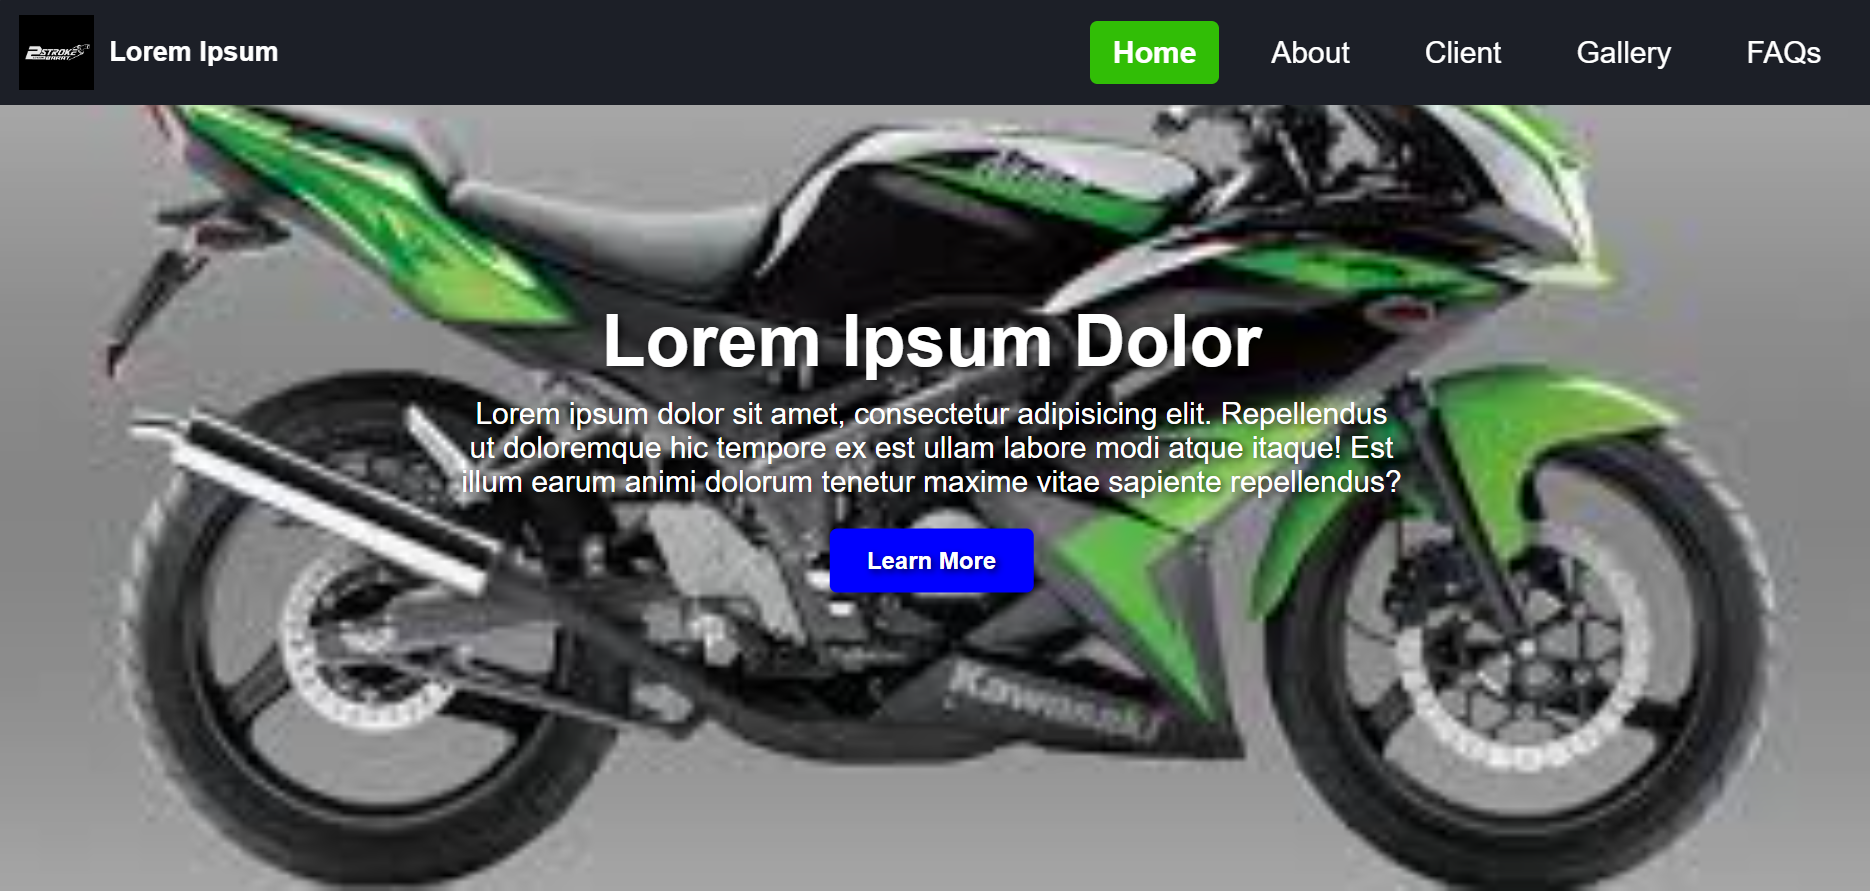 2STROKE
BARAT
Lorem Ipsum
Home
About
Client
Gallery
FAQs
Lorem Ipsum Dolor
Lorem ipsum dolor sit amet, consectetur adipisicing elit. Repellendus
ut doloremque hic tempore ex est ullam labore modi atque itaque! Est
illum earum animi dolorum tenetur maxime vitae sapiente repellendus?
Learn More
Kawasaki